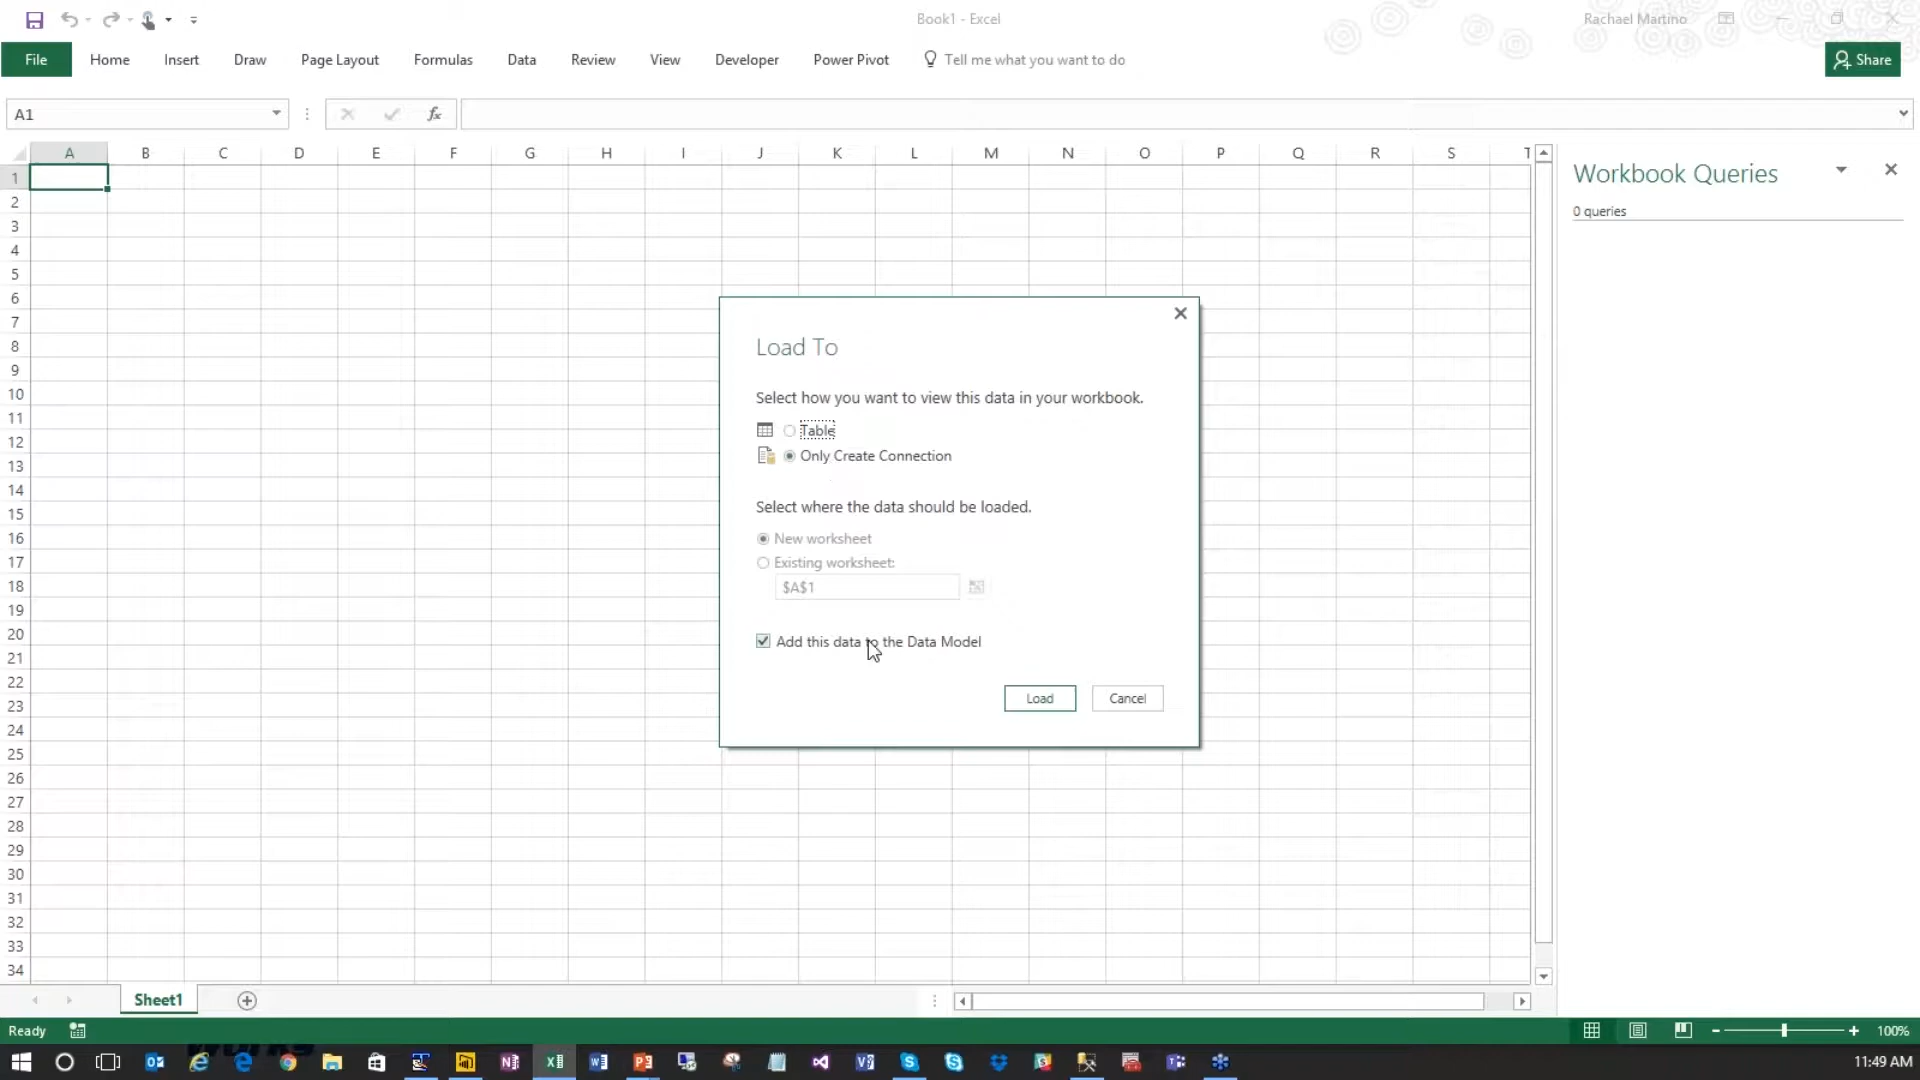 Book1 - Excel
Rachael Martino
File Home Insert Draw Page Layout Formulas Data Review View Developer Power Pivot Tell me what you want to do Share
A1 fx
A B C D E F G H I J K L M N O P Q R S T
Workbook Queries
0 queries
1
2
3
4
5
6
7
8
9
10
11
12
13
14
15
16
17
18
19
20
21
22
23
24
25
26
27
28
29
30
31
32
33
34
Load To
Select how you want to view this data in your workbook.
Table
Only Create Connection
Select where the data should be loaded.
New worksheet
Existing worksheet:
$A$1
Add this data to the Data Model
Load Cancel
Sheet1
Ready 100%
11:49 AM